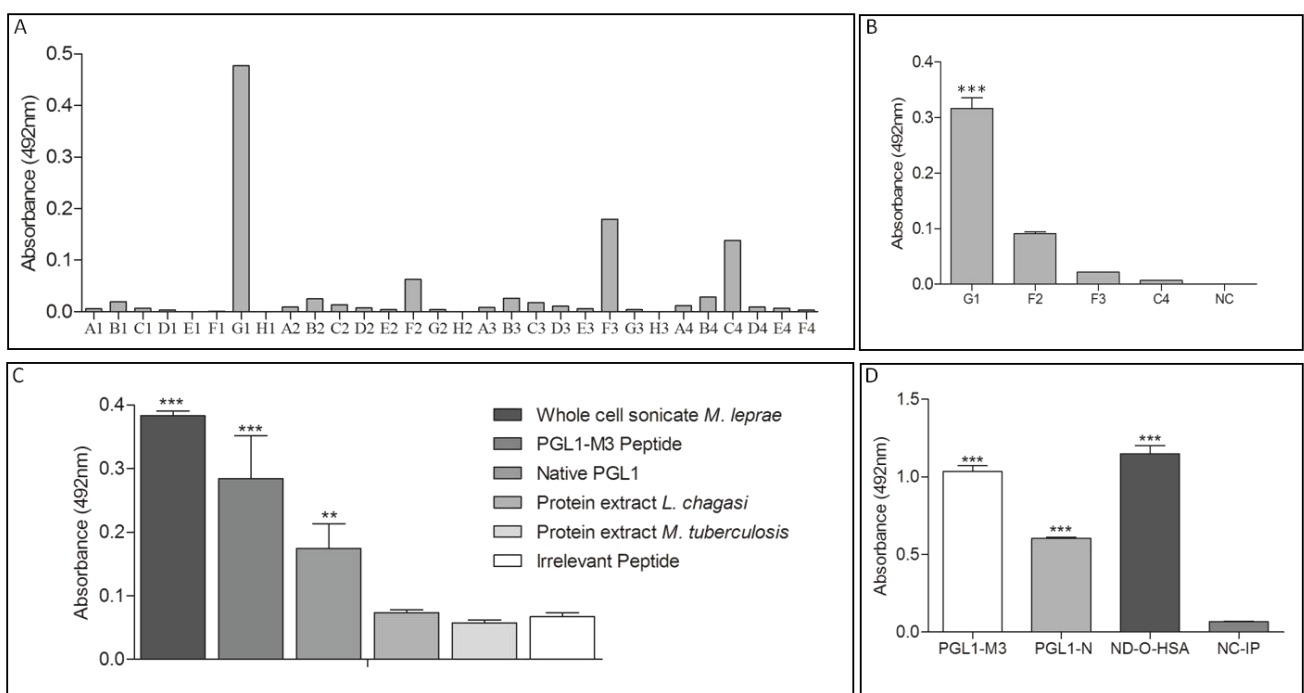 A
Absorbance (492nm)
0.5
0.4
0.3
0.2
0.1
0.0
A1 B1 C1 D1 E1 F1 G1 H1 A2 B2 C2 D2 E2 F2 G2 H2 A3 B3 C3 D3 E3 F3 G3 H3 A4 B4 C4 D4 E4 F4
B
Absorbance (492nm)
0.4
0.3
0.2
0.1
0.0
***
G1 F2 F3 C4 NC
C
Absorbance (492nm)
0.4
0.3
0.2
0.1
0.0
***
***
**
Whole cell sonicate M. leprae
PGL1-M3 Peptide
Native PGL1
Protein extract L. chagasi
Protein extract M. tuberculosis
Irrelevant Peptide
D
Absorbance (492nm)
1.5
1.0
0.5
0.0
***
***
***
PGL1-M3 PGL1-N ND-O-HSA NC-IP